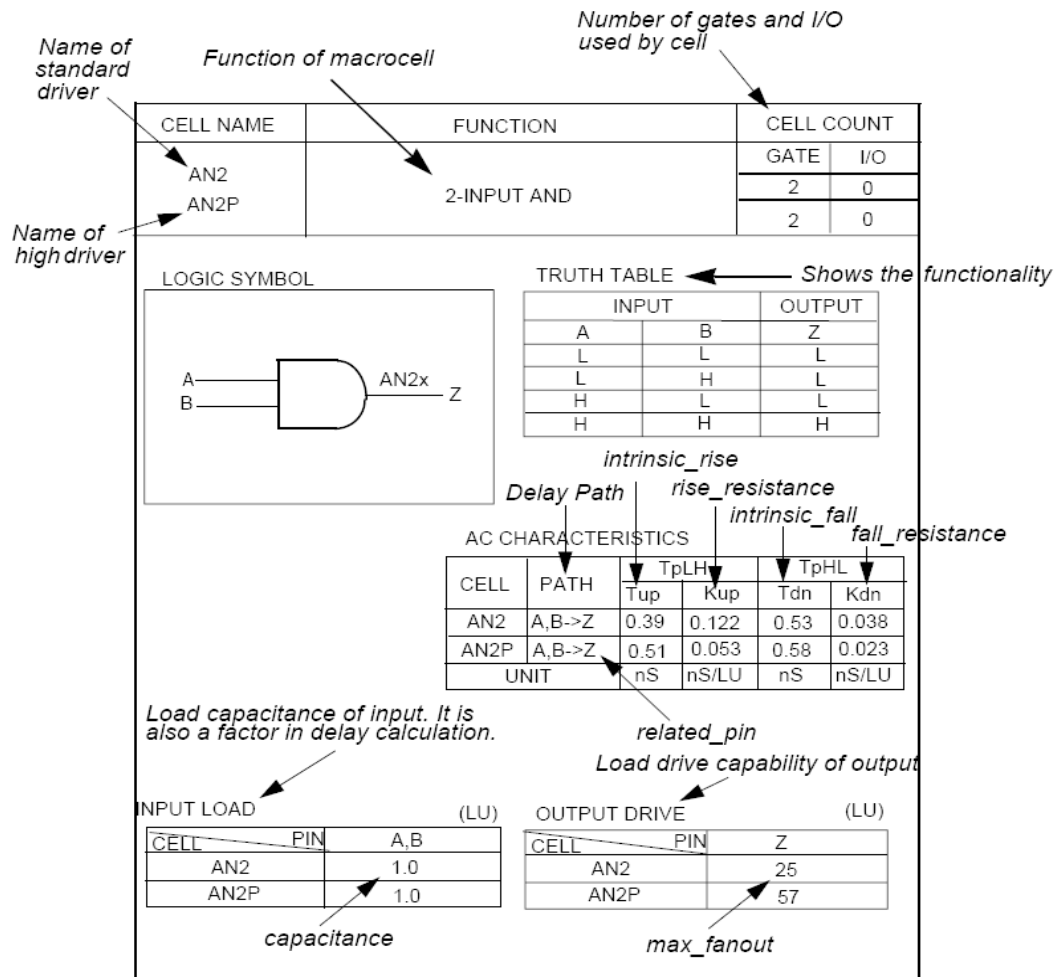 Number of gates and I/O
used by cell
Name of
standard
driver
Function of macrocell
CELL NAME FUNCTION CELL COUNT
GATE I/O
AN2 2 0
AN2P 2-INPUT AND 2 0
Name of
high driver
LOGIC SYMBOL
A
B
AN2x
Z
TRUTH TABLE Shows the functionality
INPUT OUTPUT
A B Z
L L L
L H L
H L L
H H H
intrinsic_rise
Delay Path rise_resistance
intrinsic_fall
fall_resistance
AC CHARACTERISTICS
CELL PATH TpLH TpHL
Tup Kup Tdn Kdn
AN2 A,B->Z 0.39 0.122 0.53 0.038
AN2P A,B->Z 0.51 0.053 0.58 0.023
UNIT nS nS/LU nS nS/LU
Load capacitance of input. It is
also a factor in delay calculation.
related_pin
Load drive capability of output
INPUT LOAD (LU)
CELL PIN A,B
AN2 1.0
AN2P 1.0
capacitance
OUTPUT DRIVE (LU)
CELL PIN Z
AN2 25
AN2P 57
max_fanout